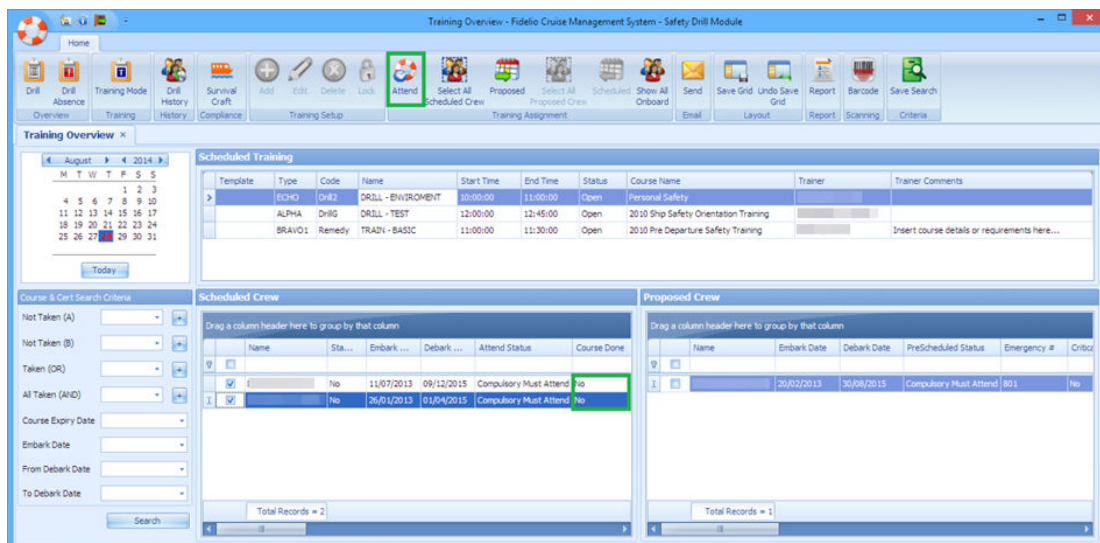 Training Overview - Fidelio Cruise Management System - Safety Drill Module
Home
Drill
Drill Absence
Training Mode
Drill History
Survival Craft
Add
Edit
Delete
Lock
Attend
Select All Scheduled Crew
Proposed
Select All Proposed Crew
Scheduled
Show All Onboard
Send
Save Grid
Undo Save Grid
Report
Barcode
Save Search
Overview
Training
History
Compliance
Training Setup
Training Assignment
Email
Layout
Report
Scanning
Criteria
Training Overview ×
August 2014
M T W T F S S
1 2 3
4 5 6 7 8 9 10
11 12 13 14 15 16 17
18 19 20 21 22 23 24
25 26 27 28 29 30 31
Today
Scheduled Training
Template Type Code Name Start Time End Time Status Course Name Trainer Trainer Comments
ECHO Drill2 DRILL - ENVIROMENT 10:00:00 11:00:00 Open Personal Safety
ALPHA DrillG DRILL - TEST 12:00:00 12:45:00 Open 2010 Ship Safety Orientation Training
BRAVO1 Remedy TRAIN - BASIC 11:00:00 11:30:00 Open 2010 Pre Departure Safety Training Insert course details or requirements here...
Course & Cert Search Criteria
Not Taken (A)
Not Taken (B)
Taken (OR)
All Taken (AND)
Course Expiry Date
Embark Date
From Debark Date
To Debark Date
Search
Scheduled Crew
Drag a column header here to group by that column
Name Sta... Embark ... Debark ... Attend Status Course Done
No 11/07/2013 09/12/2015 Compulsory Must Attend No
No 26/01/2013 01/04/2015 Compulsory Must Attend No
Total Records = 2
Proposed Crew
Drag a column header here to group by that column
Name Embark Date Debark Date PreScheduled Status Emergency # Critica
20/02/2013 30/08/2015 Compulsory Must Attend 801 No
Total Records = 1